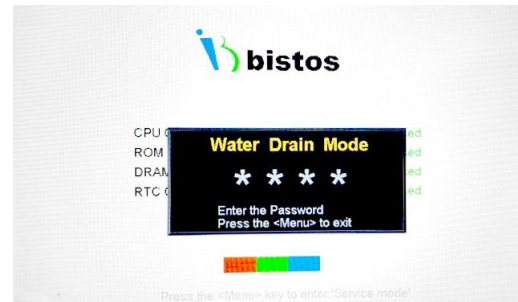 bistos
CPU
ROM
DRAM
RTC
Water Drain Mode
* * * *
Enter the Password
Press the <Menu> to exit
Press the <Menu> key to enter 'Service mode'